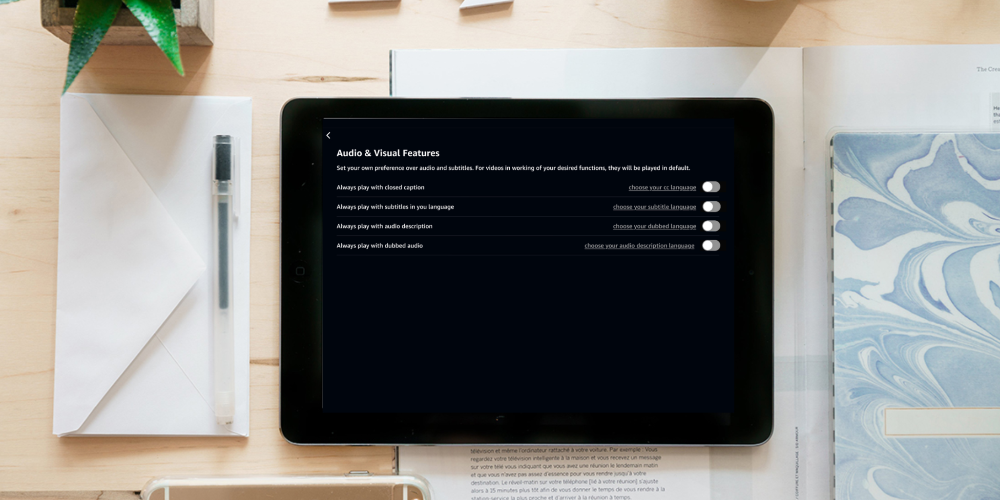 The
Audio & Visual Features
Set your own preference over audio and subtitles. For videos in working of your desired functions, they will be played in default.
Always play with closed caption choose your cc language
Always play with subtitles in you language choose your subtitle language
Always play with audio description choose your dubbed language
Always play with dubbed audio choose your audio description language
télévision et même l'ordinateur rattaché à votre voiture. Par exemple : Vous
regardez votre télévision intelligente à la maison et vous recevez un message
sur votre télé vous indiquant que vous avez une réunion le lendemain matin
et que vous n'avez pas assez d'essence pour vous rendre jusqu'à votre
destination. Le réveil-matin sur votre téléphone [lié à votre réunion] s'ajuste
alors à 15 minutes plus tôt afin de vous donner le temps de vous rendre à la
station-service la plus proche et d'arriver à la réunion à temps.
/ COIFFURE ET MAQUILLAGE : SID ARMOUR